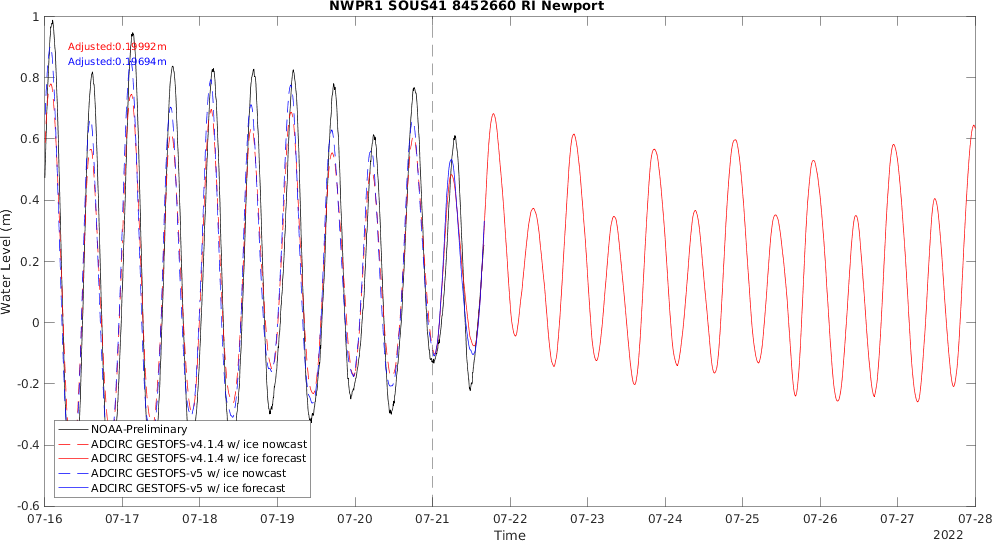 NWPR1 SOUS41 8452660 RI Newport
Adjusted:0.19992m
Adjusted:0.19694m
1
0.8
0.6
0.4
0.2
0
-0.2
-0.4
-0.6
Water Level (m)
NOAA-Preliminary
ADCIRC GESTOFS-v4.1.4 w/ ice nowcast
ADCIRC GESTOFS-v4.1.4 w/ ice forecast
ADCIRC GESTOFS-v5 w/ ice nowcast
ADCIRC GESTOFS-v5 w/ ice forecast
07-16 07-17 07-18 07-19 07-20 07-21 07-22 07-23 07-24 07-25 07-26 07-27 07-28
Time
2022